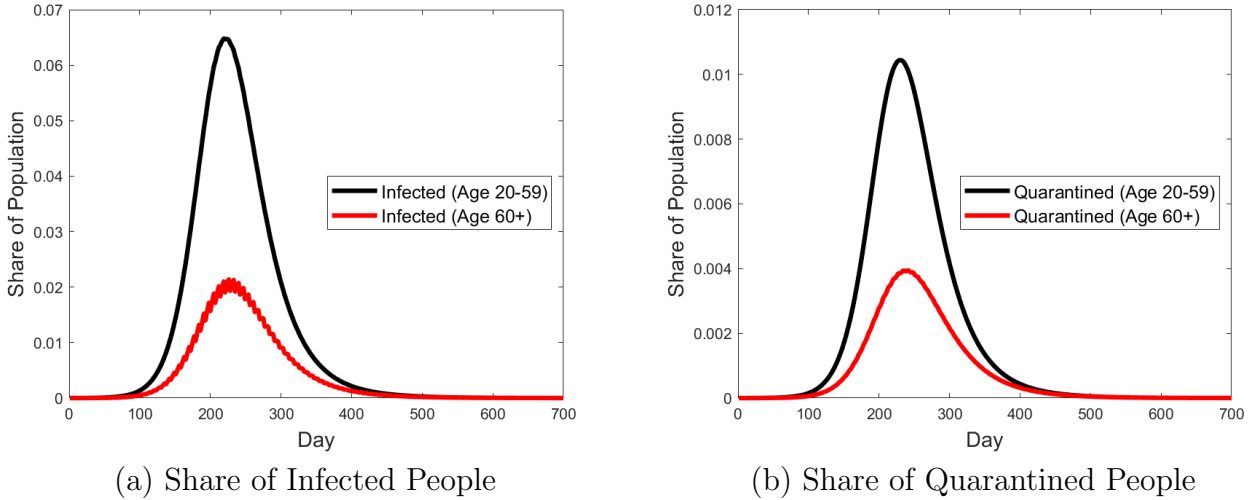 0.07
0.06
0.05
0.04
0.03
0.02
0.01
0
Share of Population
Infected (Age 20-59)
Infected (Age 60+)
0 100 200 300 400 500 600 700
Day
(a) Share of Infected People
0.012
0.01
0.008
0.006
0.004
0.002
0
Share of Population
Quarantined (Age 20-59)
Quarantined (Age 60+)
0 100 200 300 400 500 600 700
Day
(b) Share of Quarantined People